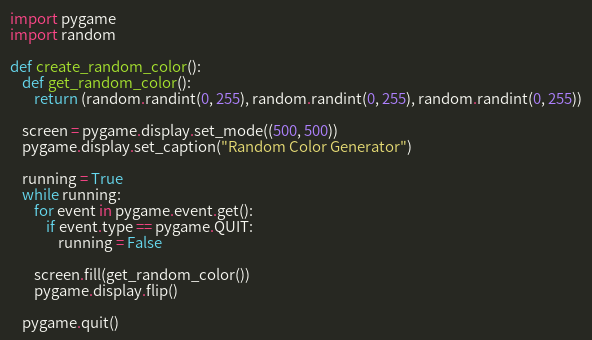 import pygame
import random

def create_random_color():
    def get_random_color():
        return (random.randint(0, 255), random.randint(0, 255), random.randint(0, 255))

    screen = pygame.display.set_mode((500, 500))
    pygame.display.set_caption("Random Color Generator")

    running = True
    while running:
        for event in pygame.event.get():
            if event.type == pygame.QUIT:
                running = False

        screen.fill(get_random_color())
        pygame.display.flip()

    pygame.quit()